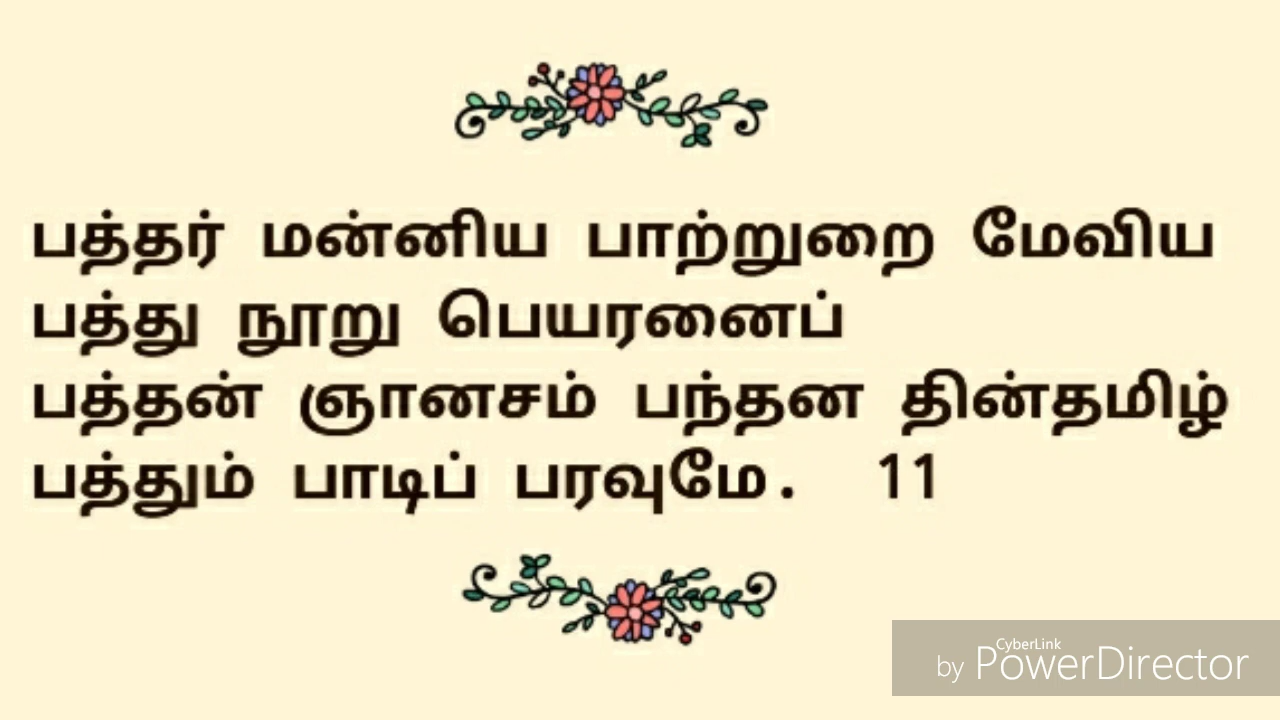 பத்தர் மன்னிய பாற்றுறை மேவிய
பத்து நூறு பெயரனைப்
பத்தன் ஞானசம் பந்தன தின்தமிழ்
பத்தும் பாடிப் பரவுமே. 11
by CyberLink PowerDirector